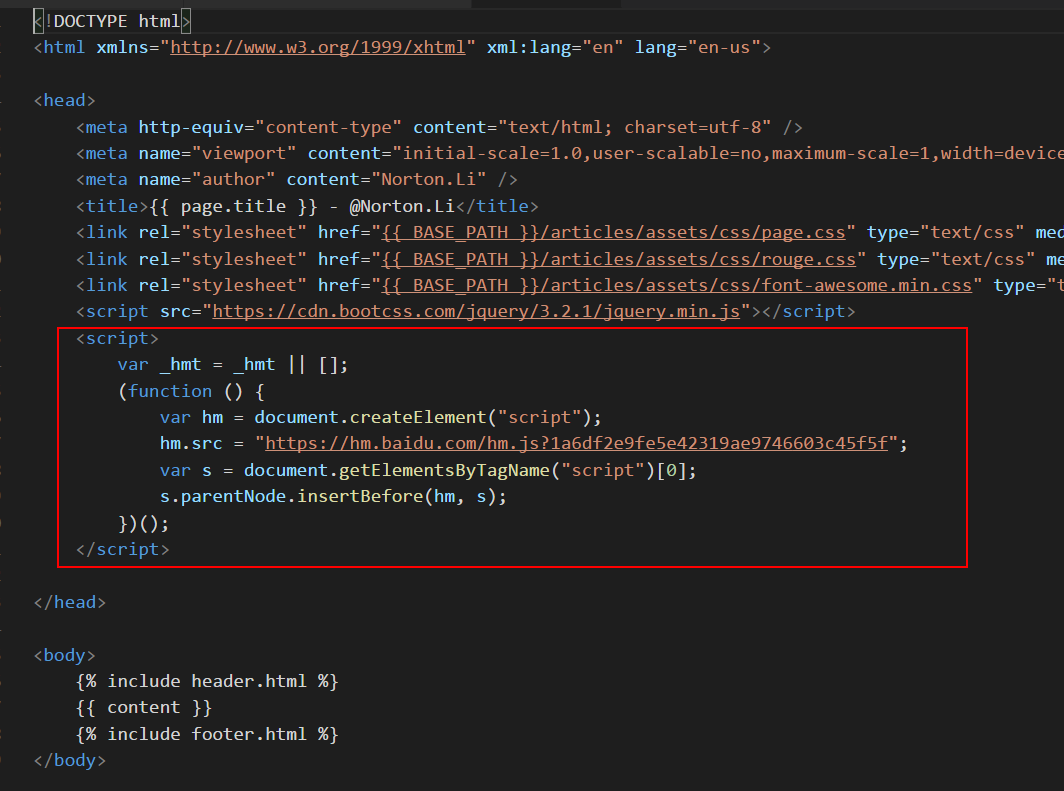 <!DOCTYPE html>
<html xmlns="http://www.w3.org/1999/xhtml" xml:lang="en" lang="en-us">
<head>
<meta http-equiv="content-type" content="text/html; charset=utf-8" />
<meta name="viewport" content="initial-scale=1.0,user-scalable=no,maximum-scale=1,width=device
<meta name="author" content="Norton.Li" />
<title>{{ page.title }} - @Norton.Li</title>
<link rel="stylesheet" href="{{ BASE_PATH }}/articles/assets/css/page.css" type="text/css" med
<link rel="stylesheet" href="{{ BASE_PATH }}/articles/assets/css/rouge.css" type="text/css" me
<link rel="stylesheet" href="{{ BASE_PATH }}/articles/assets/css/font-awesome.min.css" type="t
<script src="https://cdn.bootcss.com/jquery/3.2.1/jquery.min.js"></script>
<script>
var _hmt = _hmt || [];
(function () {
var hm = document.createElement("script");
hm.src = "https://hm.baidu.com/hm.js?1a6df2e9fe5e42319ae9746603c45f5f";
var s = document.getElementsByTagName("script")[0];
s.parentNode.insertBefore(hm, s);
})();
</script>
</head>
<body>
{% include header.html %}
{{ content }}
{% include footer.html %}
</body>